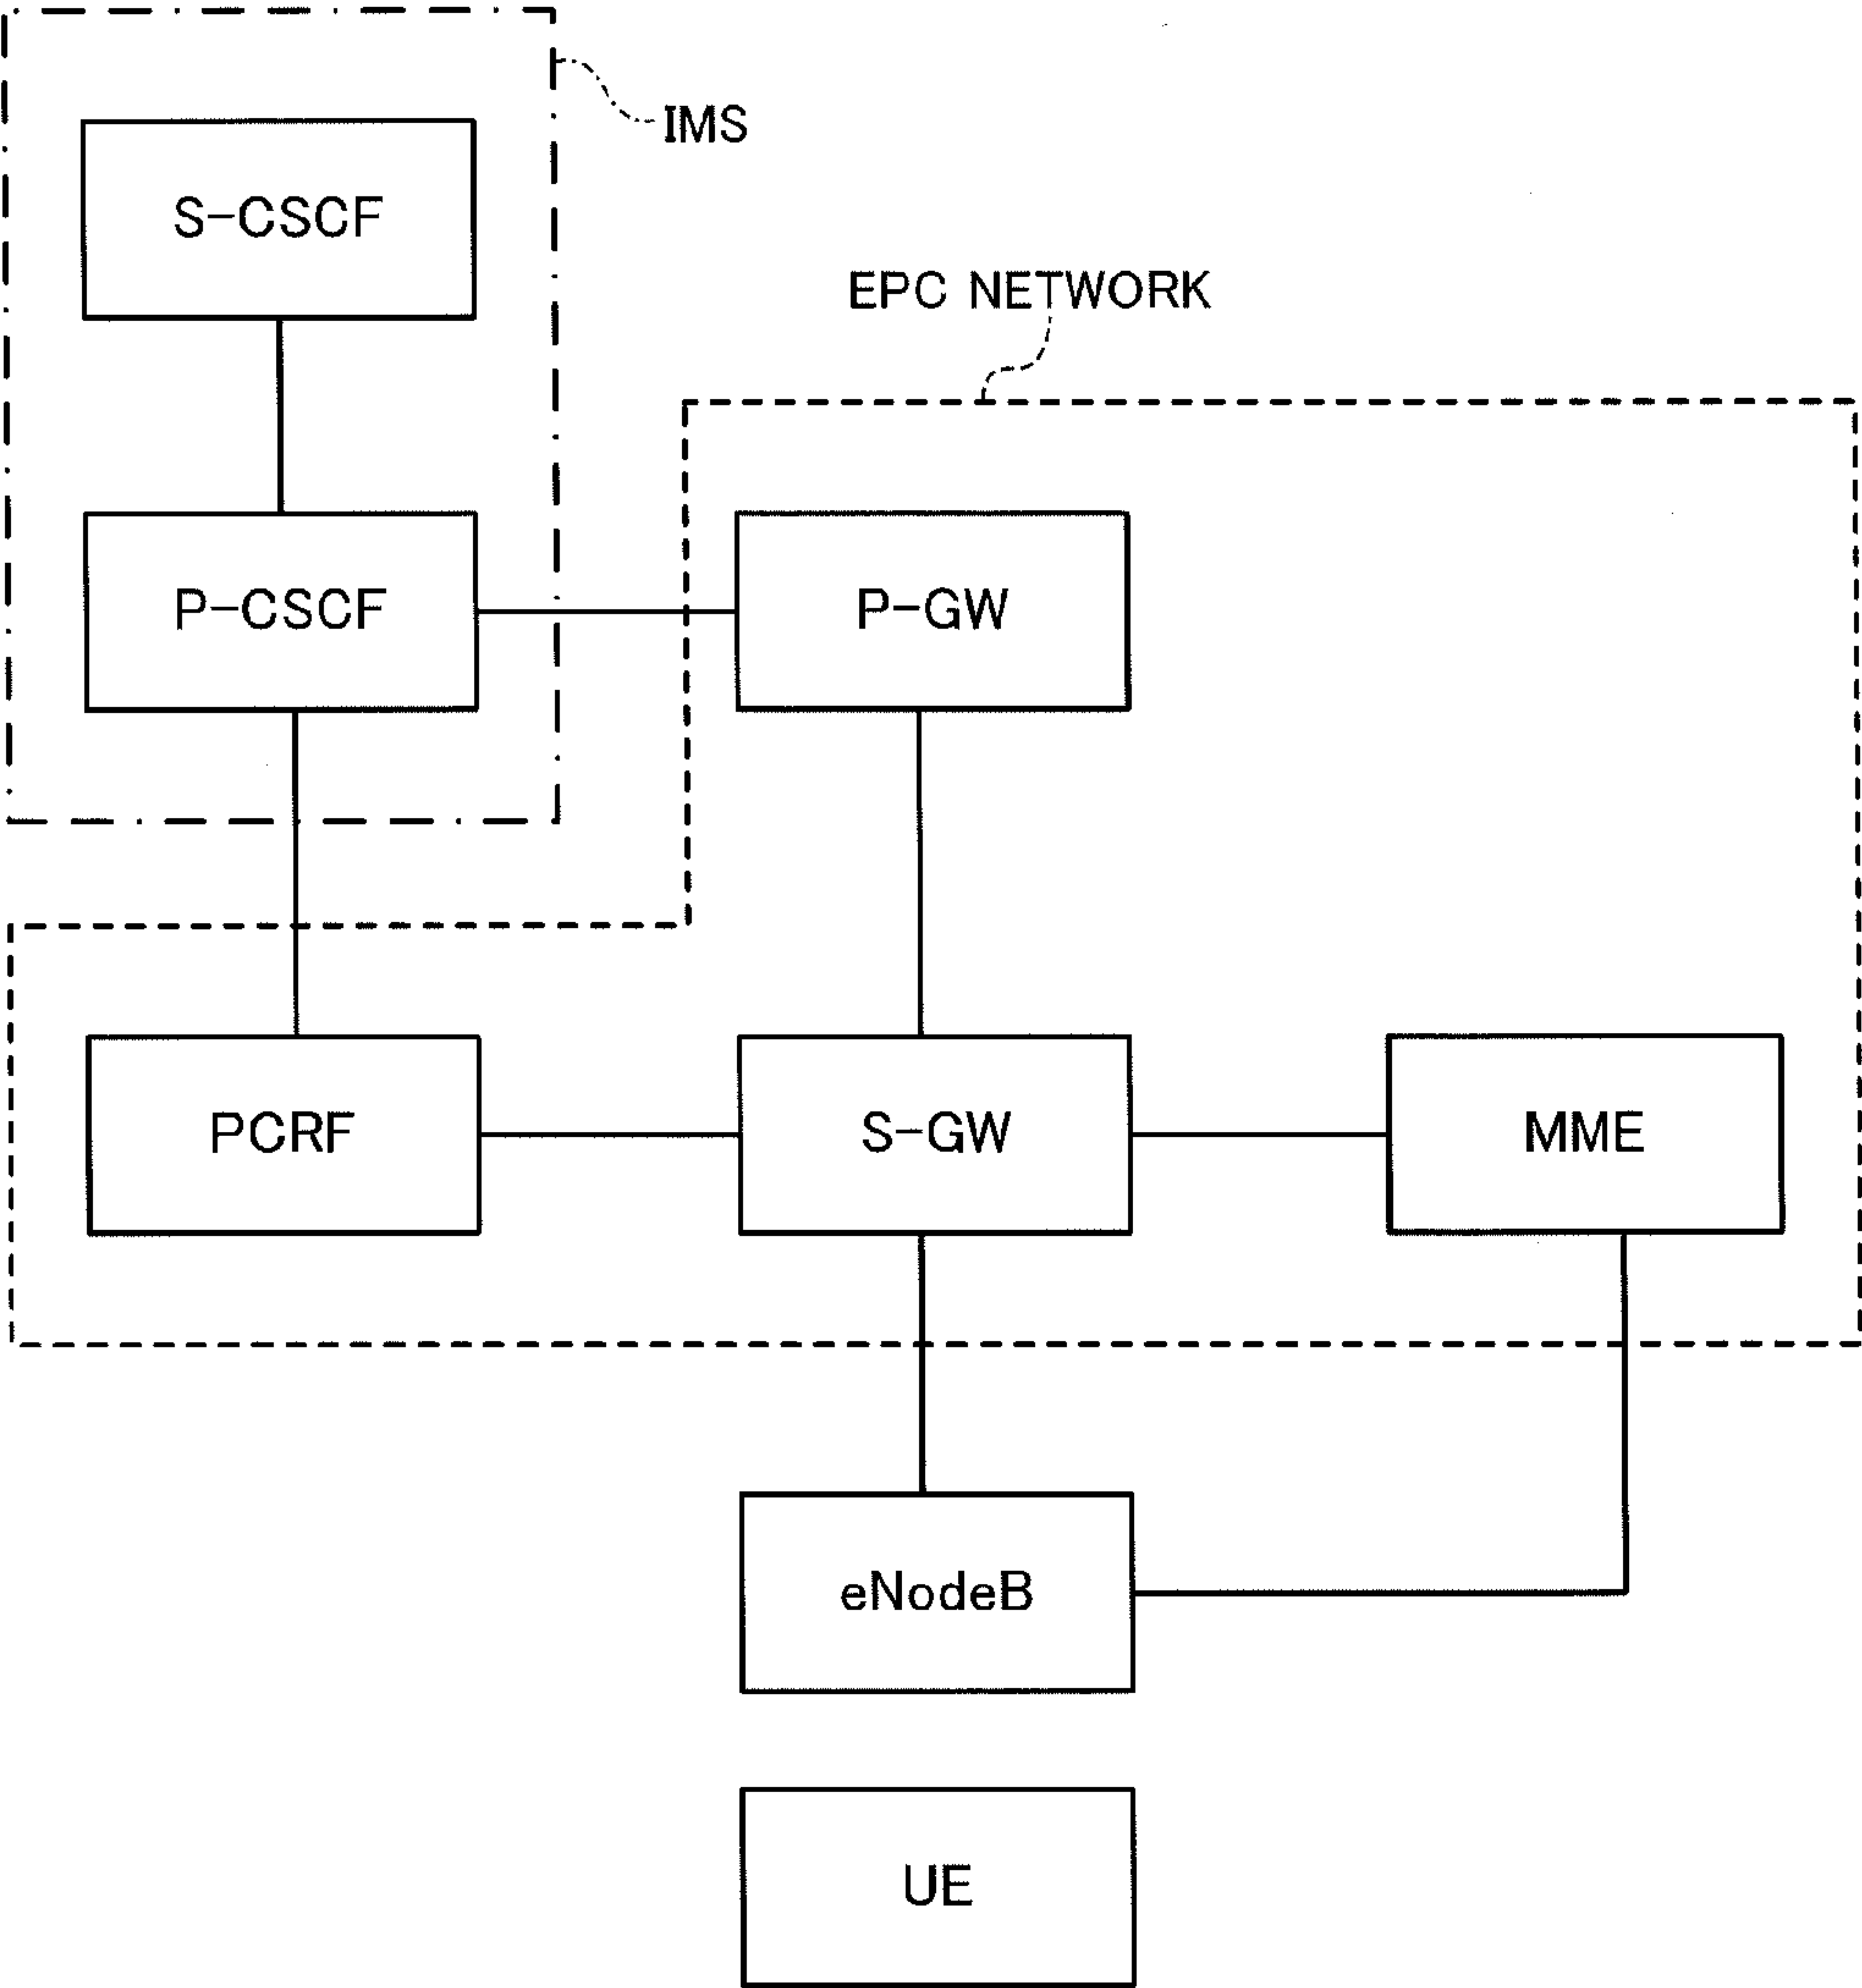 IMS
S-CSCF
EPC NETWORK
P-CSCF
P-GW
PCRF
S-GW
MME
eNodeB
UE